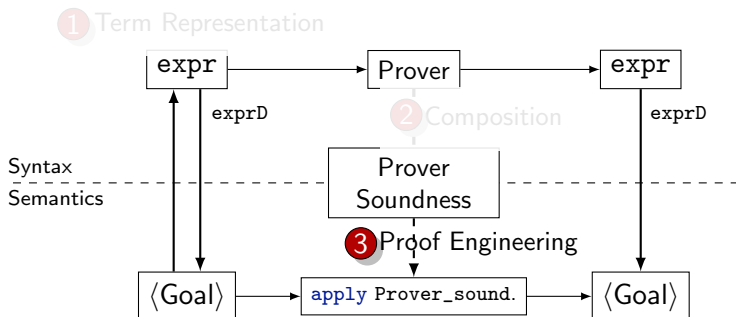 1 Term Representation
expr
Prover
expr
exprD
exprD
2 Composition
Syntax
Semantics
Prover
Soundness
3 Proof Engineering
⟨Goal⟩
apply Prover_sound.
⟨Goal⟩